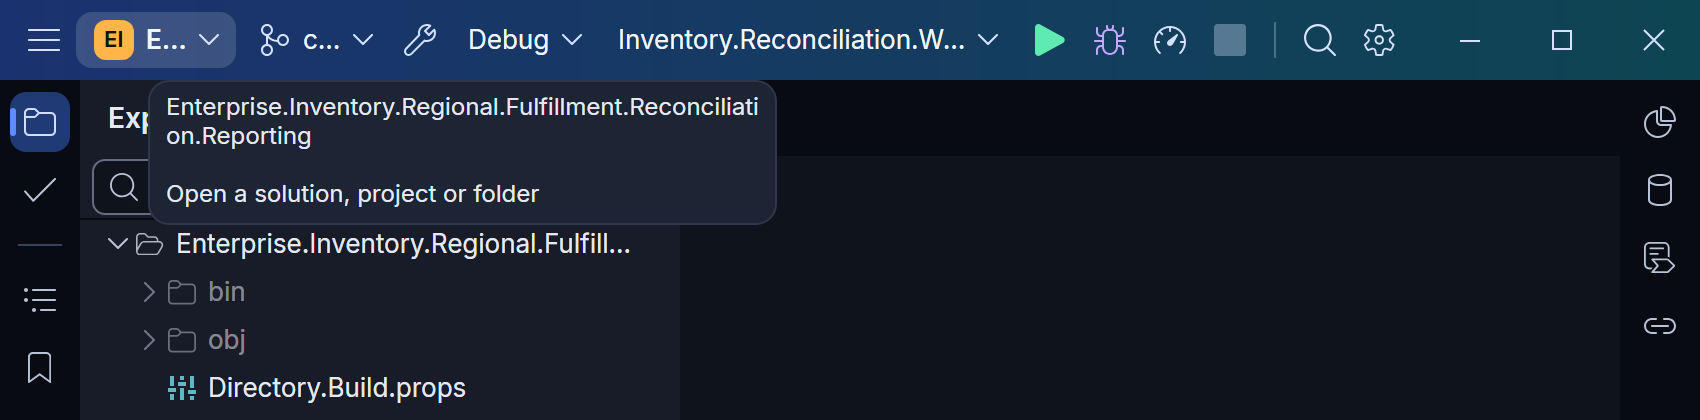 EI E... c... Debug Inventory.Reconciliation.W...
Exp
Enterprise.Inventory.Regional.Fulfillment.Reconciliati
on.Reporting
Open a solution, project or folder
Enterprise.Inventory.Regional.Fulfill...
bin
obj
Directory.Build.props